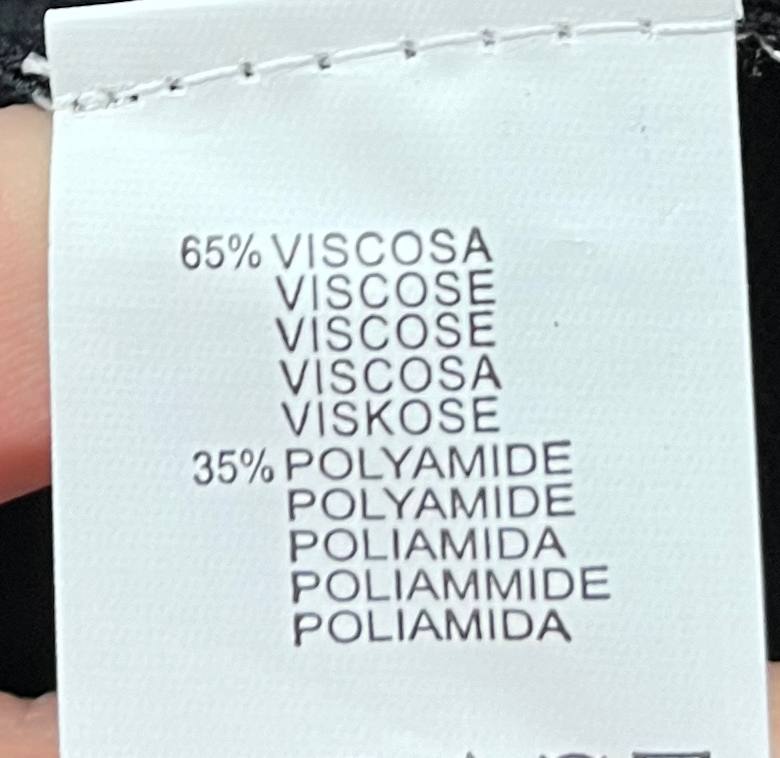 65% VISCOSA
VISCOSE
VISCOSE
VISCOSA
VISKOSE
35% POLYAMIDE
POLYAMIDE
POLIAMIDA
POLIAMMIDE
POLIAMIDA